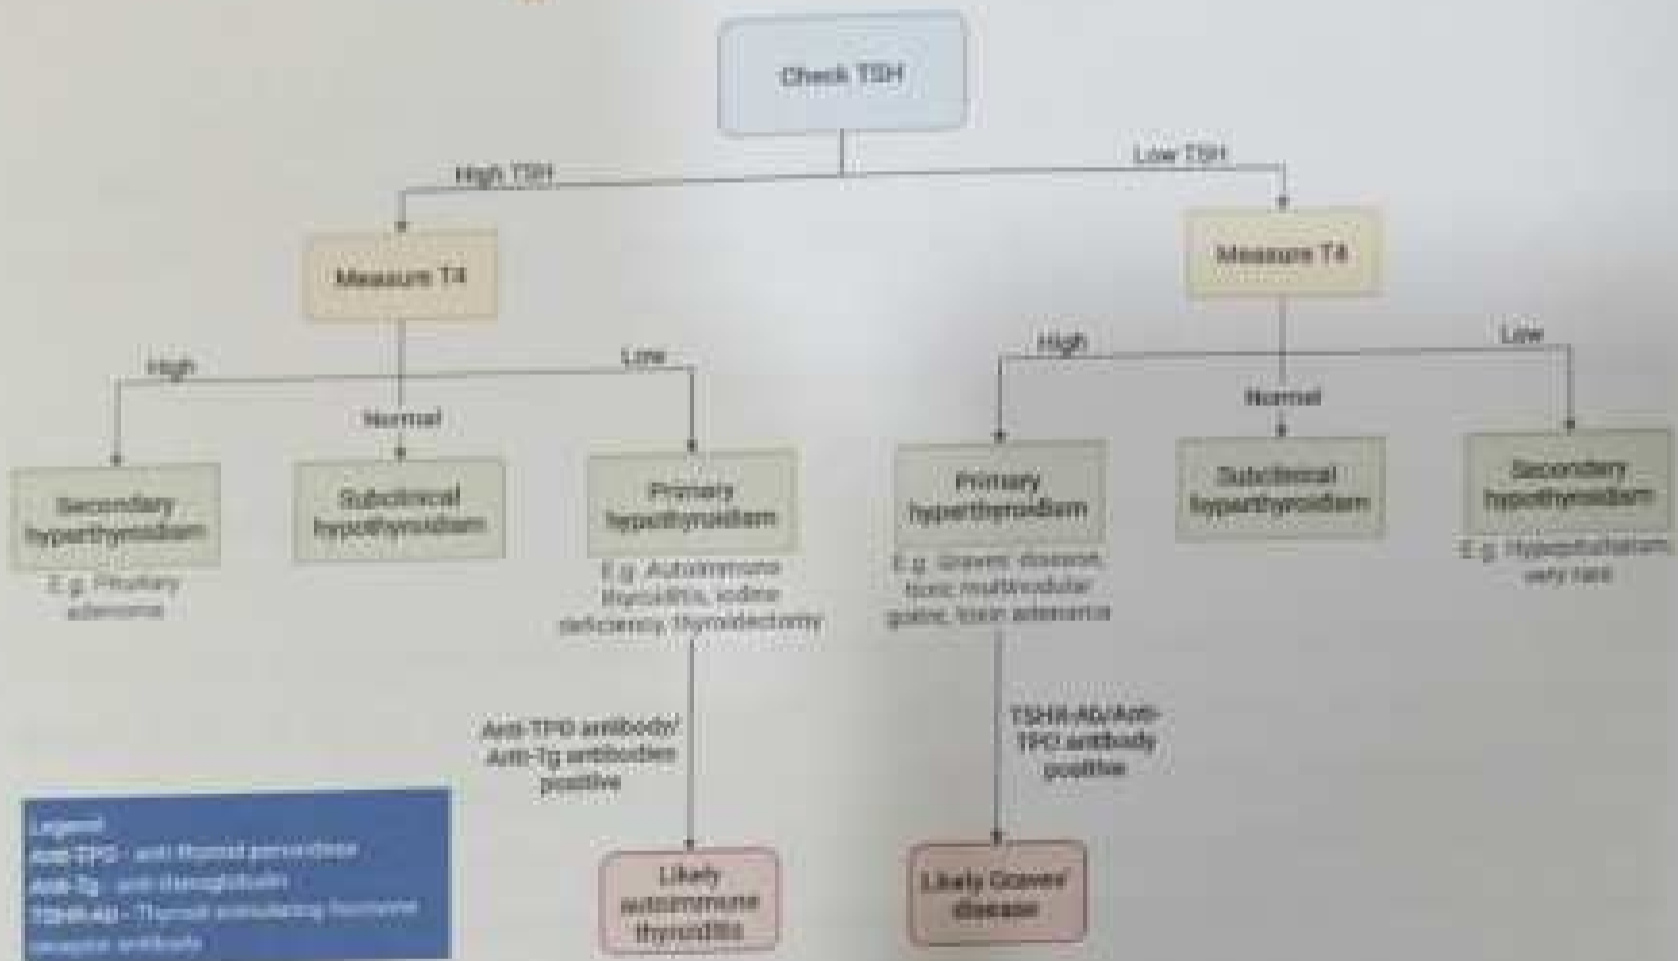 Check TSH
High TSH
Low TSH
Measure T4
Measure T4
High
Low
Normal
High
Low
Normal
Secondary
hyperthyroidism
E.g. Pituitary
adenoma
Subclinical
hypothyroidism
Primary
hypothyroidism
E.g. Autoimmune
thyroiditis, iodine
deficiency, thyroidectomy
Primary
hyperthyroidism
E.g. Graves disease,
toxic multinodular
goitre, toxic adenoma
Subclinical
hyperthyroidism
Secondary
hypothyroidism
E.g.
very rare
Anti-TPO antibody/
Anti-Tg antibodies
positive
TSHR-Ab/Anti-
TPO antibody
positive
Likely
autoimmune
thyroiditis
Likely Graves'
disease
Legend
Anti-TPO - anti thyroid peroxidase
Anti-Tg - anti
TSHR-Ab - Thyroid stimulating hormone
receptor antibody